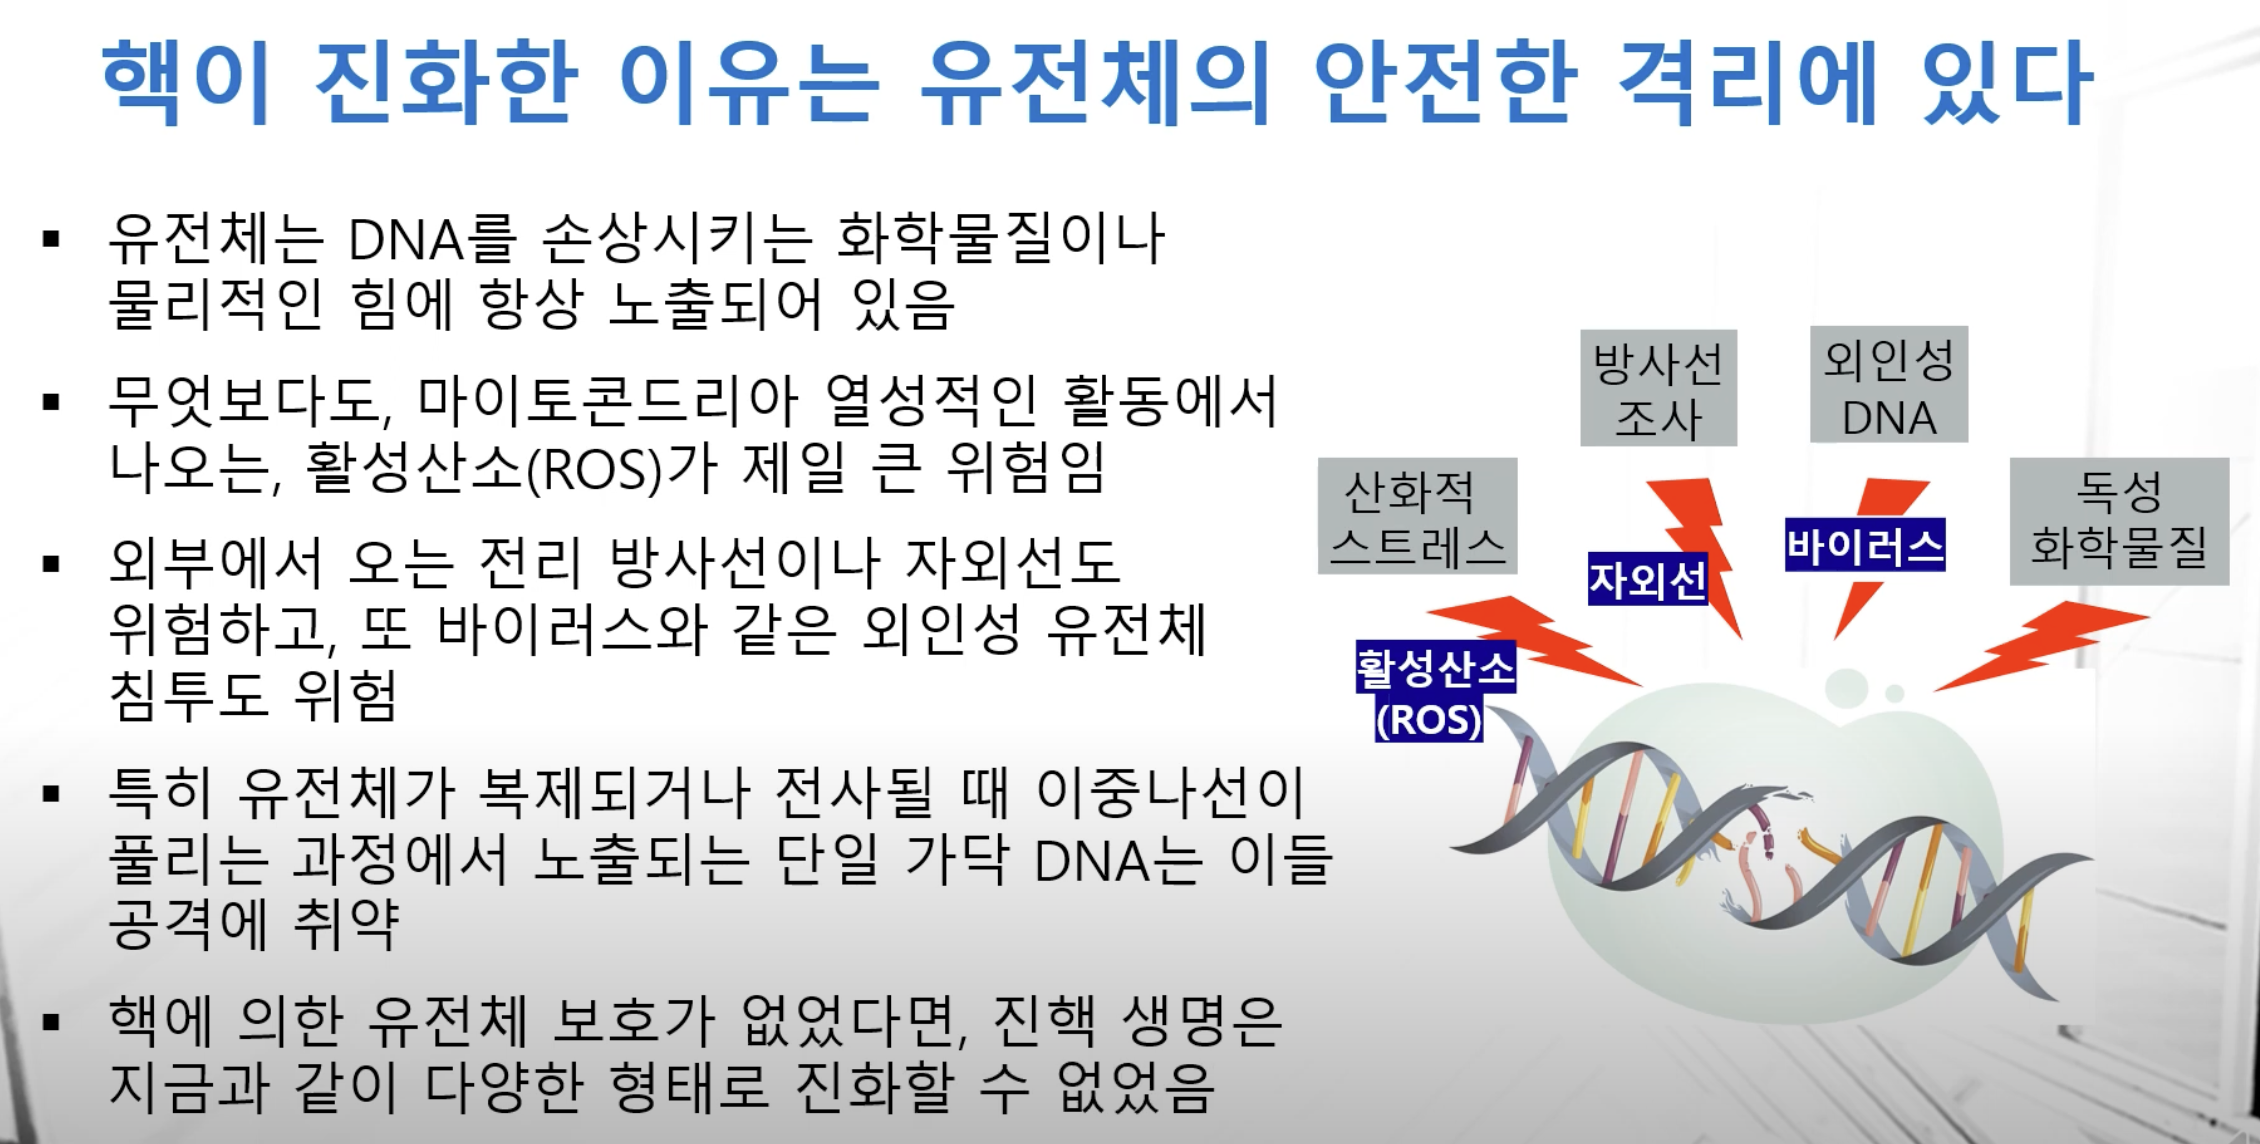 핵이 진화한 이유는 유전체의 안전한 격리에 있다
▪ 유전체는 DNA를 손상시키는 화학물질이나
물리적인 힘에 항상 노출되어 있음
▪ 무엇보다도, 마이토콘드리아 열성적인 활동에서
나오는, 활성산소(ROS)가 제일 큰 위험임
▪ 외부에서 오는 전리 방사선이나 자외선도
위험하고, 또 바이러스와 같은 외인성 유전체
침투도 위험
▪ 특히 유전체가 복제되거나 전사될 때 이중나선이
풀리는 과정에서 노출되는 단일 가닥 DNA는 이들
공격에 취약
▪ 핵에 의한 유전체 보호가 없었다면, 진핵 생명은
지금과 같이 다양한 형태로 진화할 수 없었음
산화적
스트레스
방사선
조사
외인성
DNA
독성
화학물질
활성산소
(ROS)
자외선
바이러스